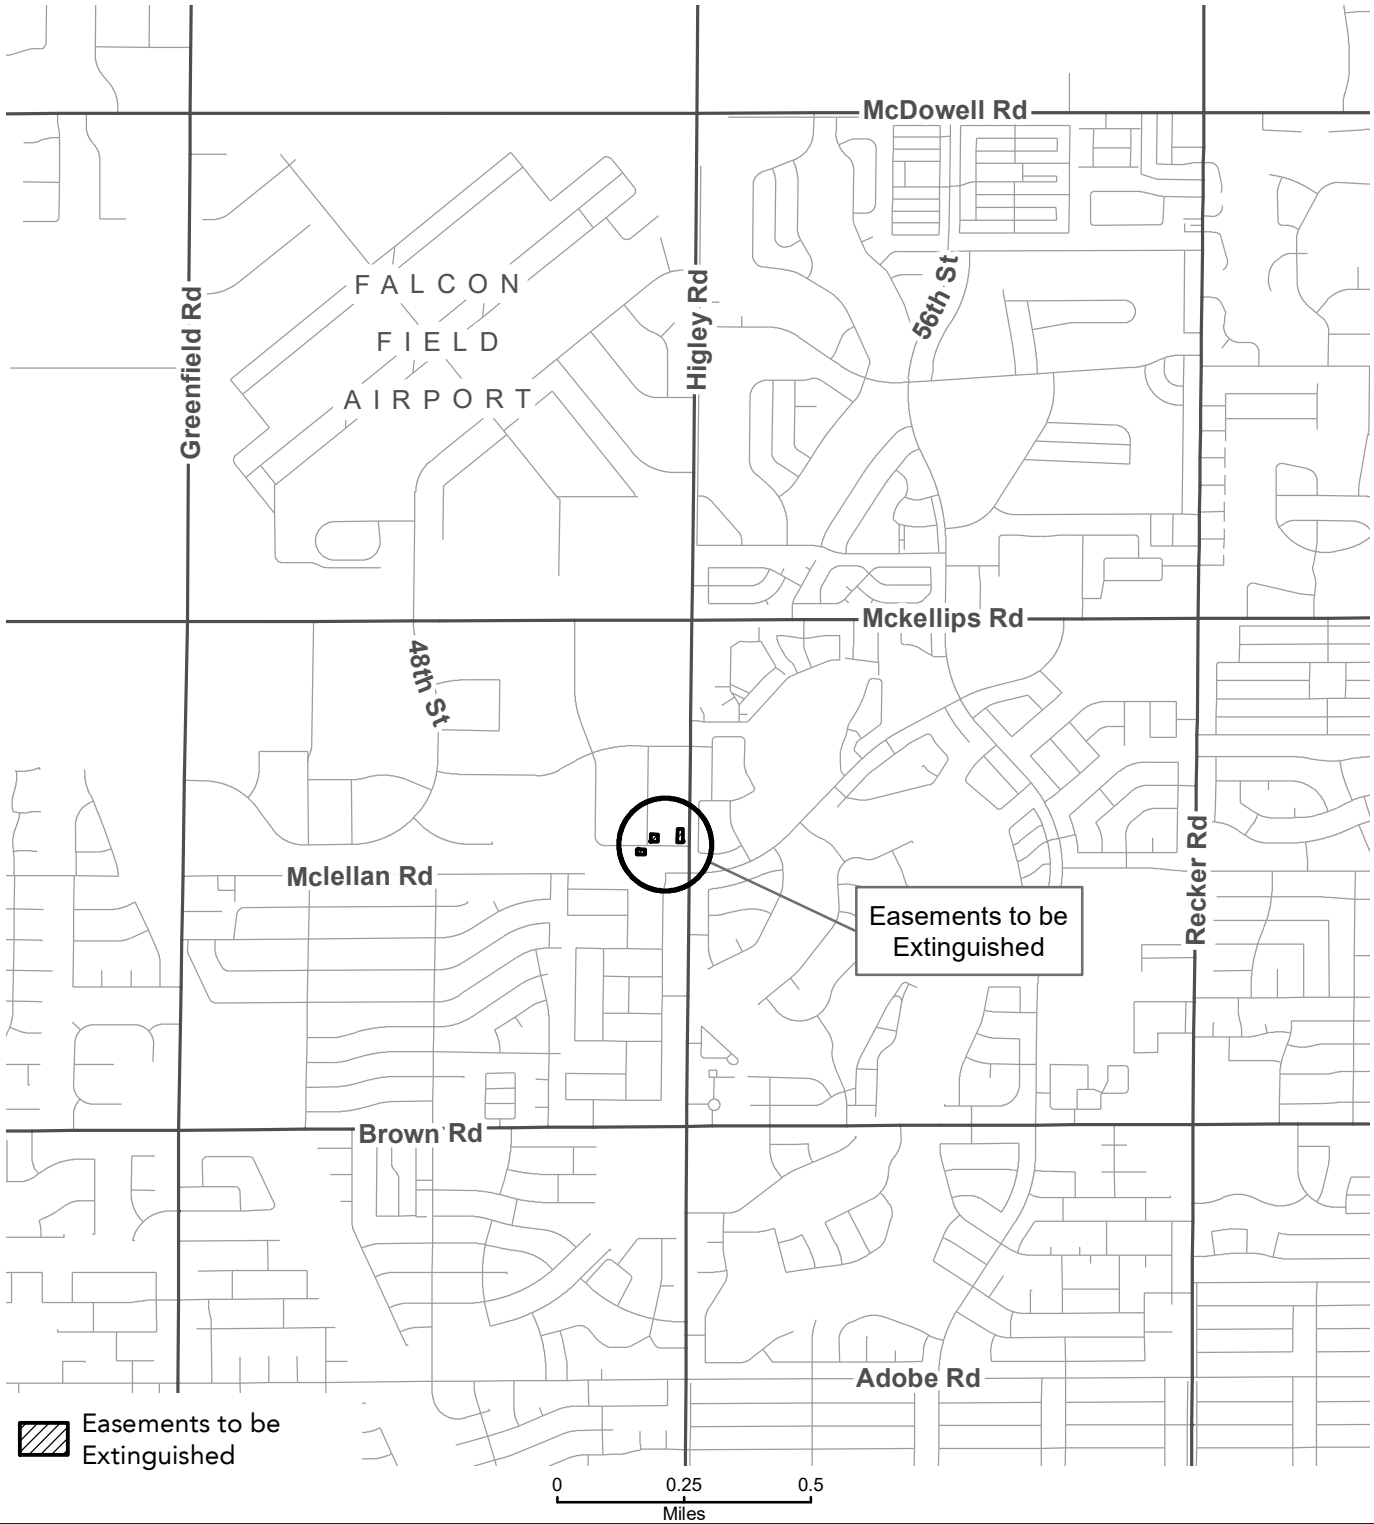 McDowell Rd
FALCON
FIELD
AIRPORT
Greenfield Rd
Higley Rd
56th St
Mckellips Rd
48th St
Mclellan Rd
Recker Rd
Easements to be
Extinguished
Brown Rd
Adobe Rd
Easements to be
Extinguished
0 0.25 0.5
Miles